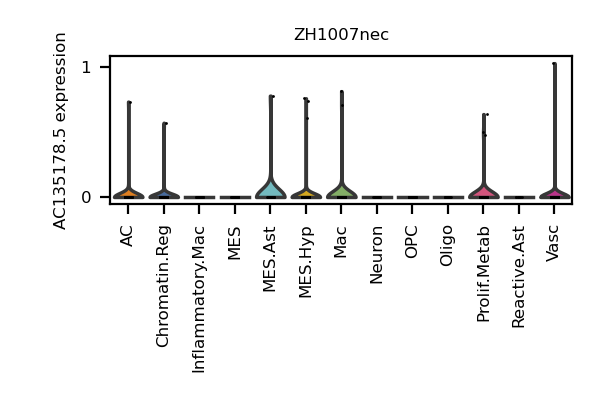 ZH1007nec
AC135178.5 expression
1
0
AC
Chromatin.Reg
Inflammatory.Mac
MES
MES.Ast
MES.Hyp
Mac
Neuron
OPC
Oligo
Prolif.Metab
Reactive.Ast
Vasc